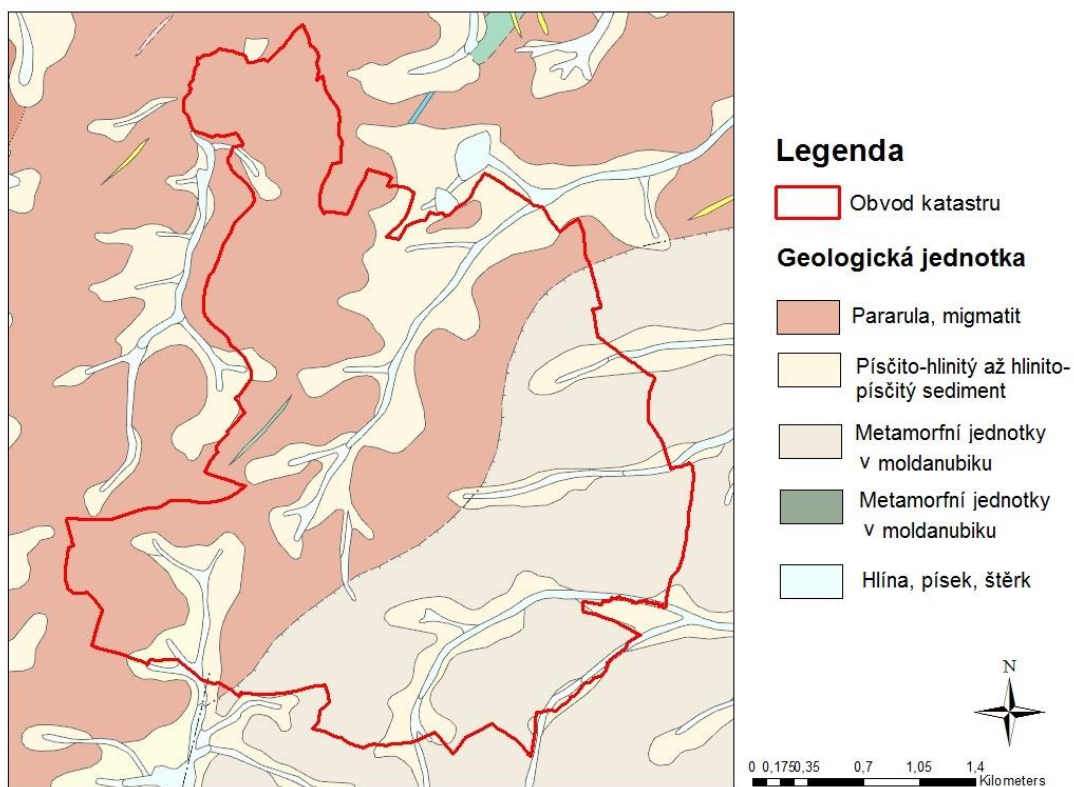 Legenda
Obvod katastru
Geologická jednotka
Pararula, migmatit
Písčito-hlinitý až hlinito-
písčitý sediment
Metamorfní jednotky
v moldanubiku
Metamorfní jednotky
v moldanubiku
Hlína, písek, štěrk
N
0 0,1750,35 0,7 1,05 1,4
Kilometers